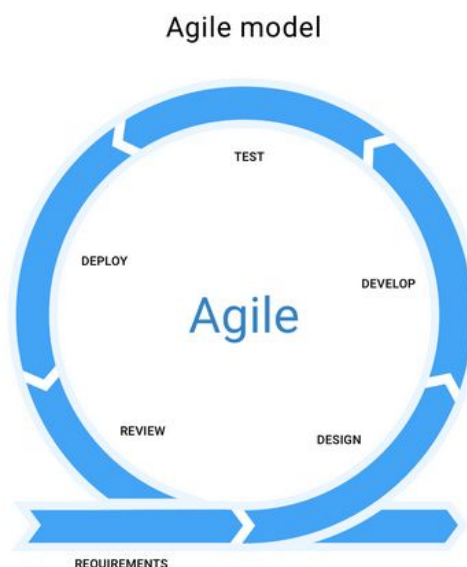 Agile model
TEST
DEPLOY
DEVELOP
Agile
REVIEW
DESIGN
REQUIREMENTS